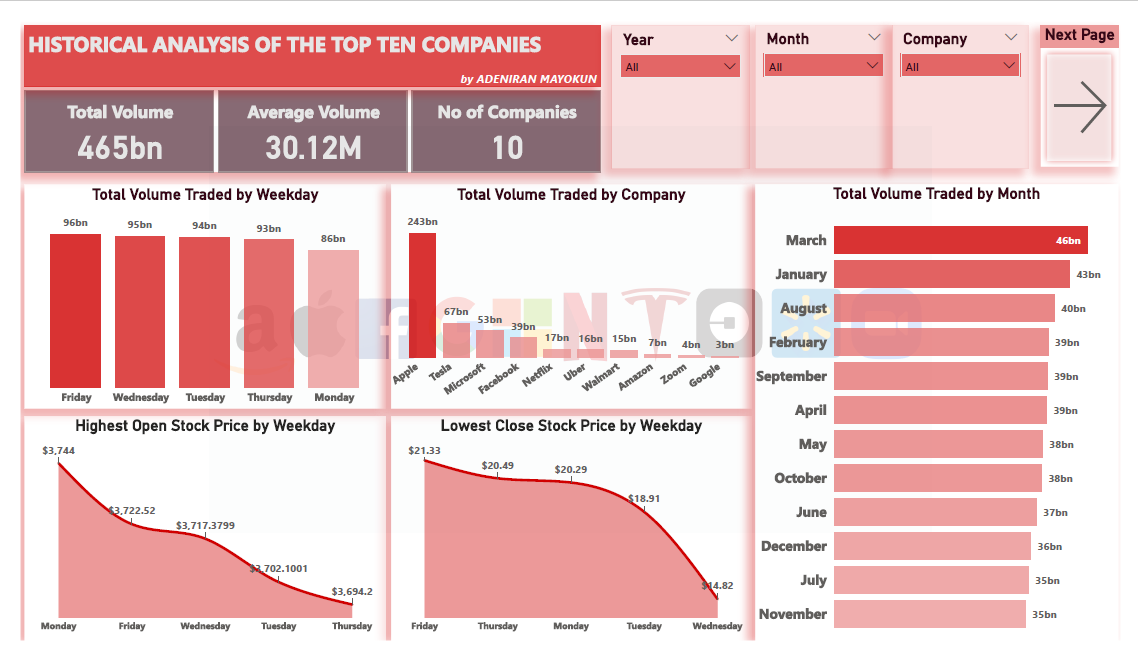 HISTORICAL ANALYSIS OF THE TOP TEN COMPANIES
by ADENIRAN MAYOKUN
Year
All
Month
All
Company
All
Next Page
Total Volume
465bn
Average Volume
30.12M
No of Companies
10
Total Volume Traded by Weekday
96bn
95bn
94bn
93bn
86bn
Friday
Wednesday
Tuesday
Thursday
Monday
Total Volume Traded by Company
243bn
67bn
53bn
39bn
17bn
16bn
15bn
7bn
4bn
3bn
Apple
Tesla
Microsoft
Facebook
Netflix
Uber
Walmart
Amazon
Zoom
Google
Total Volume Traded by Month
March 46bn
January 43bn
August 40bn
February 39bn
September 39bn
April 39bn
May 38bn
October 38bn
June 37bn
December 36bn
July 35bn
November 35bn
Highest Open Stock Price by Weekday
$3,744
$3,722.52
$3,717.3799
$3,702.1001
$3,694.2
Monday
Friday
Wednesday
Tuesday
Thursday
Lowest Close Stock Price by Weekday
$21.33
$20.49
$20.29
$18.91
$14.82
Friday
Thursday
Monday
Tuesday
Wednesday